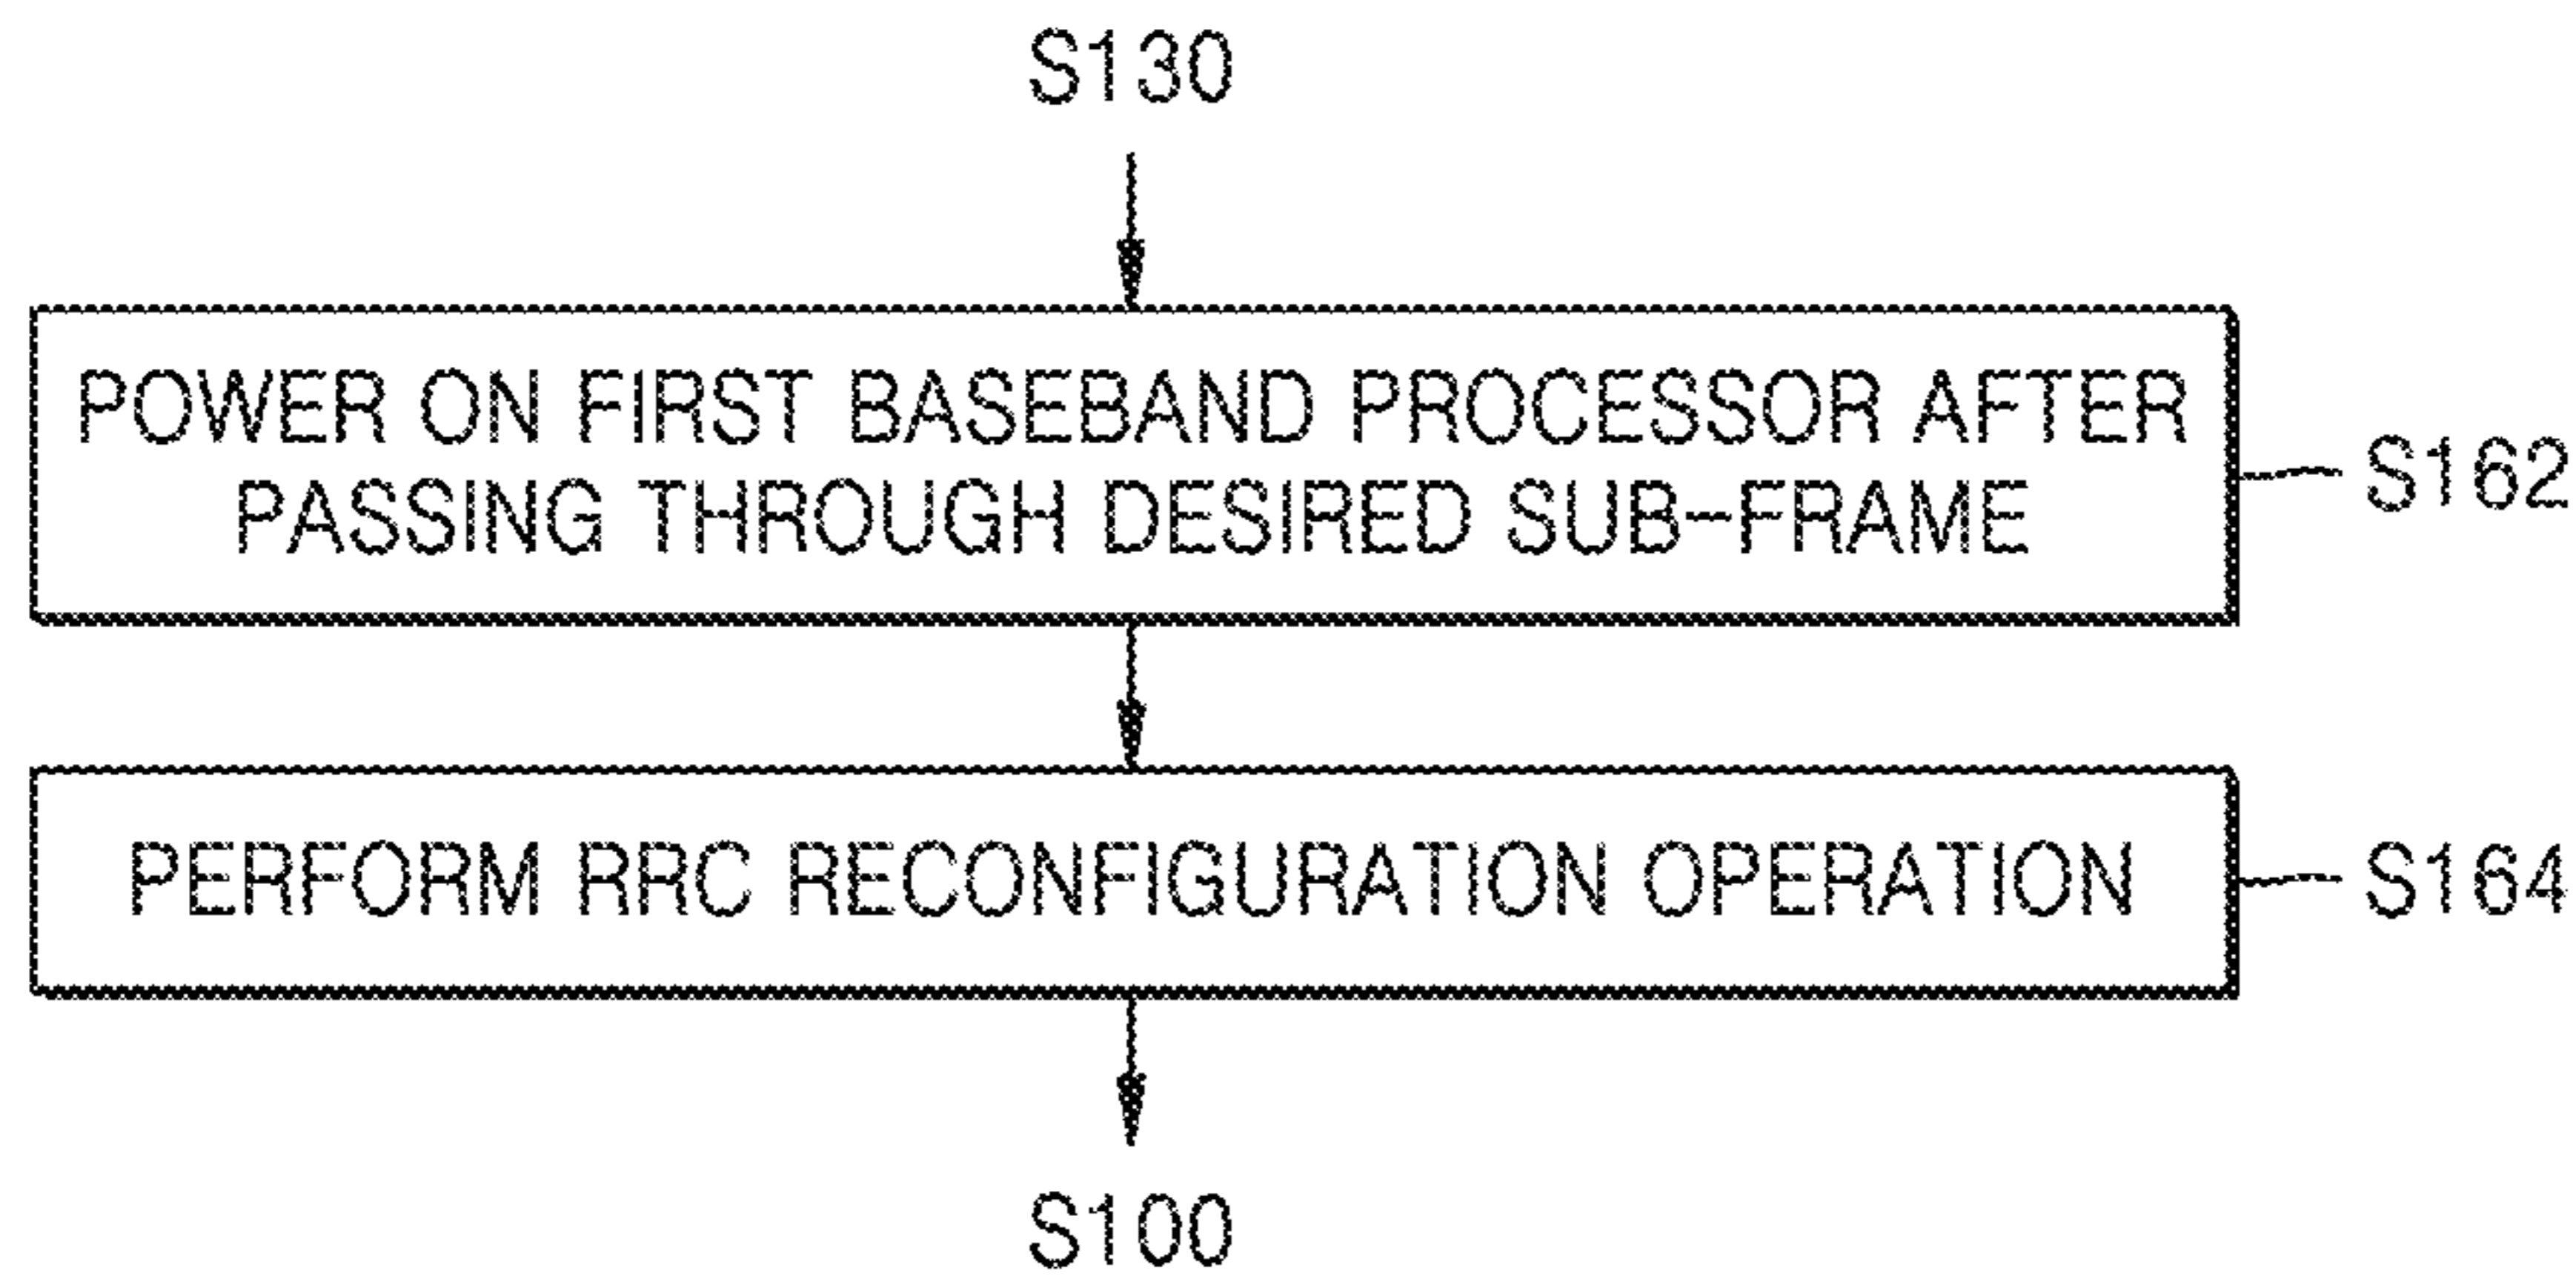 S130
POWER ON FIRST BASEBAND PROCESSOR AFTER
PASSING THROUGH DESIRED SUB-FRAME
S162
PERFORM RRC RECONFIGURATION OPERATION
S164
S100